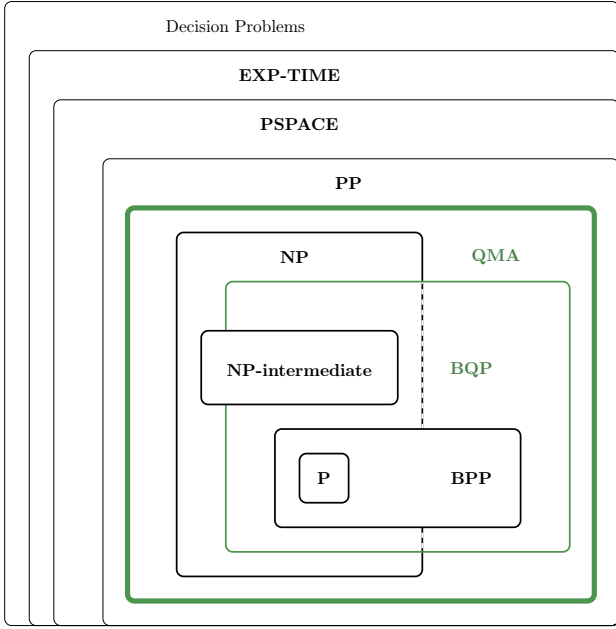 Decision Problems
EXP-TIME
PSPACE
PP
NP
QMA
NP-intermediate
BQP
P
BPP